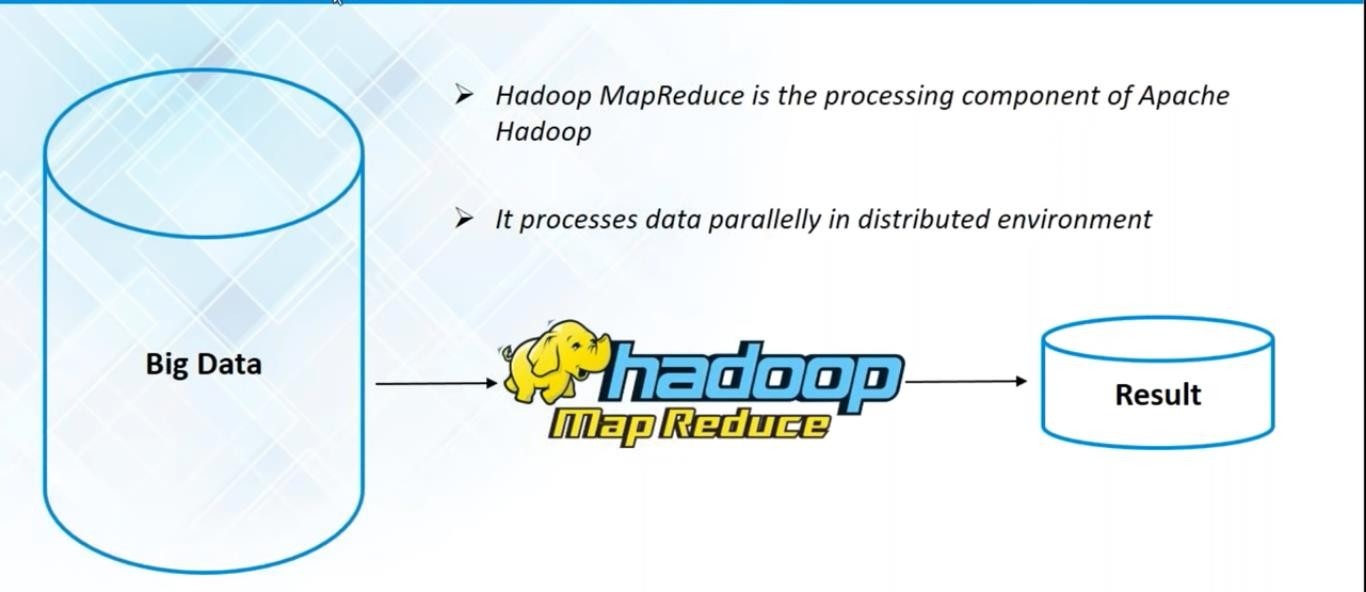 Hadoop MapReduce is the processing component of Apache
Hadoop
It processes data parallelly in distributed environment
Big Data
hadoop
Map Reduce
Result